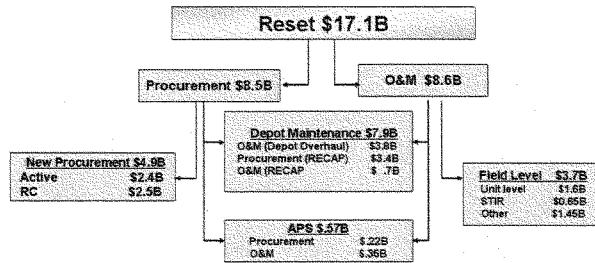 Reset $17.1B
Procurement $8.5B
O&M $8.6B
Depot Maintenance $7.9B
O&M (Depot Overhaul) $3.8B
Procurement (RECAP) $3.4B
O&M (RECAP $ .7B
New Procurement $4.9B
Active $2.4B
RC $2.5B
Field Level $3.7B
Unit level $1.6B
STIR $0.65B
Other $1.45B
APS $.57B
Procurement $.22B
O&M $.35B